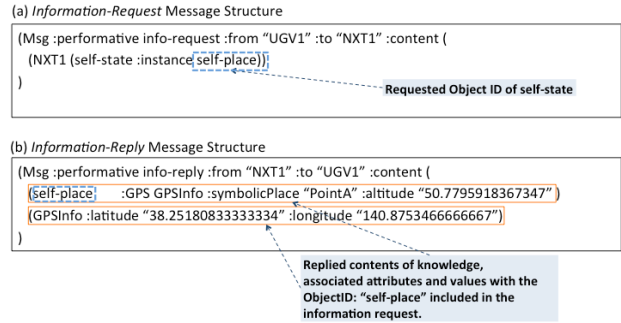 (a) Information-Request Message Structure
(Msg :performative info-request :from “UGV1” :to “NXT1” :content (
(NXT1 (self-state :instance self-place))
)
Requested Object ID of self-state
(b) Information-Reply Message Structure
(Msg :performative info-reply :from “NXT1” :to “UGV1” :content (
(self-place :GPS GPSInfo :symbolicPlace “PointA” :altitude “50.7795918367347” )
(GPSInfo :latitude “38.25180833333334” :longitude “140.8753466666667”)
)
Replied contents of knowledge,
associated attributes and values with the
ObjectID: “self-place” included in the
information request.